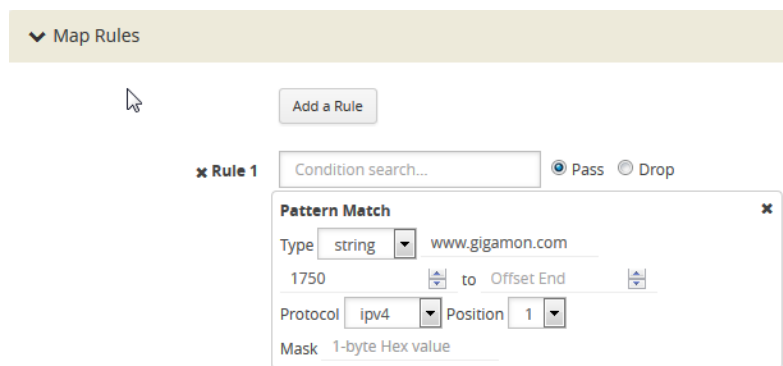 Map Rules
Add a Rule
Rule 1 Condition search... Pass Drop
Pattern Match
Type string www.gigamon.com
1750 to Offset End
Protocol ipv4 Position 1
Mask 1-byte Hex value